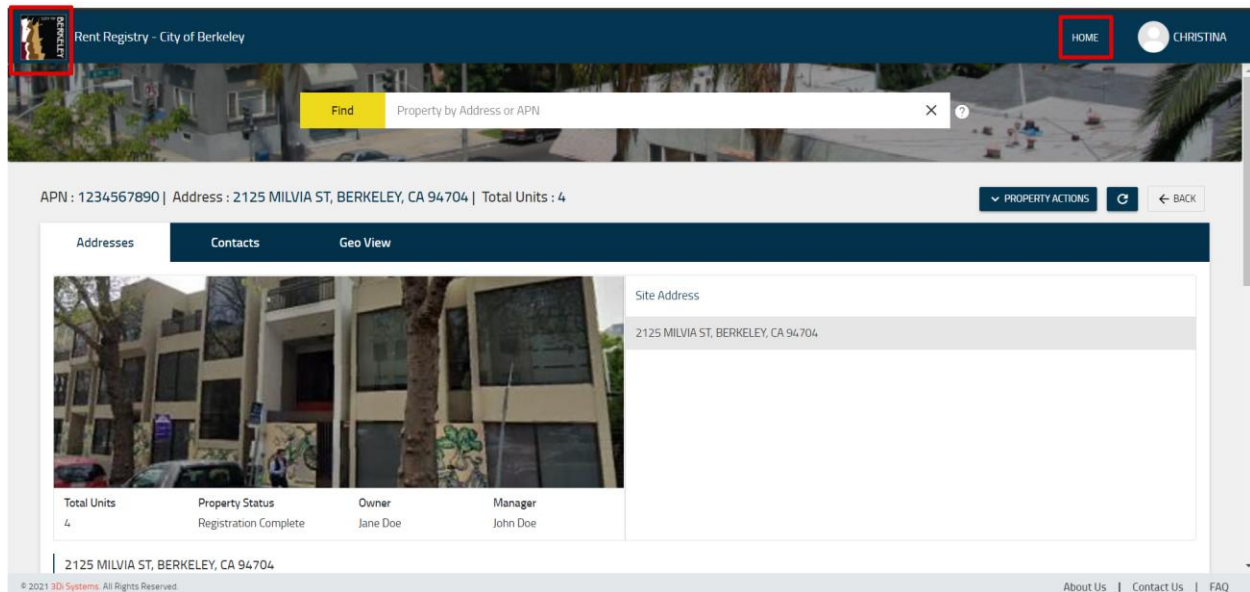 CITY OF
BERKELEY
Rent Registry - City of Berkeley
HOME
CHRISTINA
Find
Property by Address or APN
?
APN : 1234567890 | Address : 2125 MILVIA ST, BERKELEY, CA 94704 | Total Units : 4
PROPERTY ACTIONS
BACK
Addresses
Contacts
Geo View
Site Address
2125 MILVIA ST, BERKELEY, CA 94704
Total Units
Property Status
Owner
Manager
4
Registration Complete
Jane Doe
John Doe
2125 MILVIA ST, BERKELEY, CA 94704
© 2021 3Di Systems. All Rights Reserved.
About Us | Contact Us | FAQ